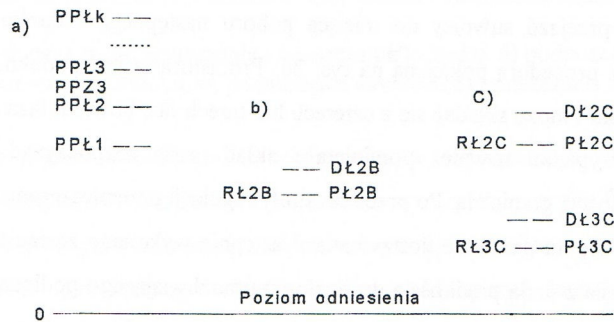 a)
PPŁk
PPŁ3
PPZ3
PPŁ2
PPŁ1
b)
DŁ2B
RŁ2B PŁ2B
C)
DŁ2C
RŁ2C PŁ2C
DŁ3C
RŁ3C PŁ3C
Poziom odniesienia
0